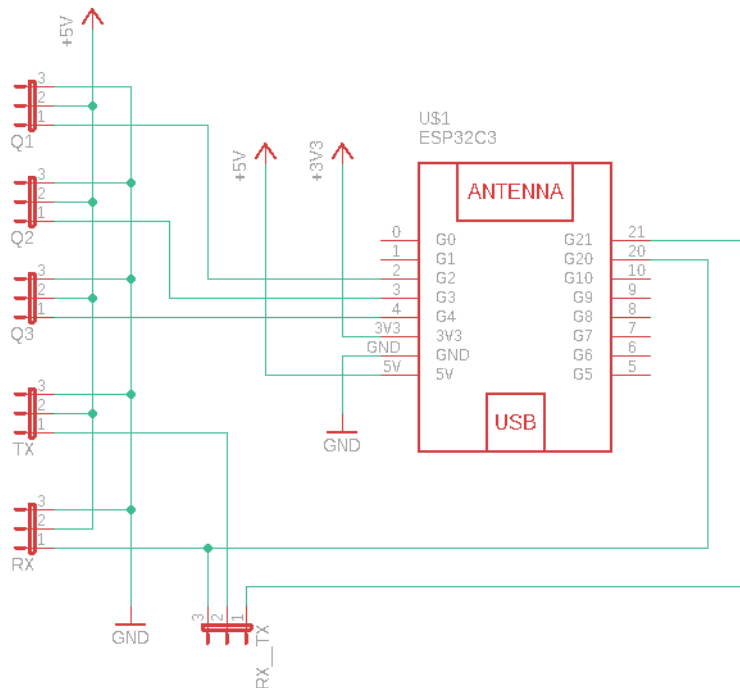 +5V
3
2
1
Q1
3
2
1
Q2
3
2
1
Q3
3
2
1
TX
3
2
1
RX
GND
3
2
1
RX__TX
+5V
+3V3
GND
U$1
ESP32C3
ANTENNA
0 G0 G21 21
1 G1 G20 20
2 G2 G10 10
3 G3 G9 9
4 G4 G8 8
3V3 3V3 G7 7
GND GND G6 6
5V 5V G5 5
USB